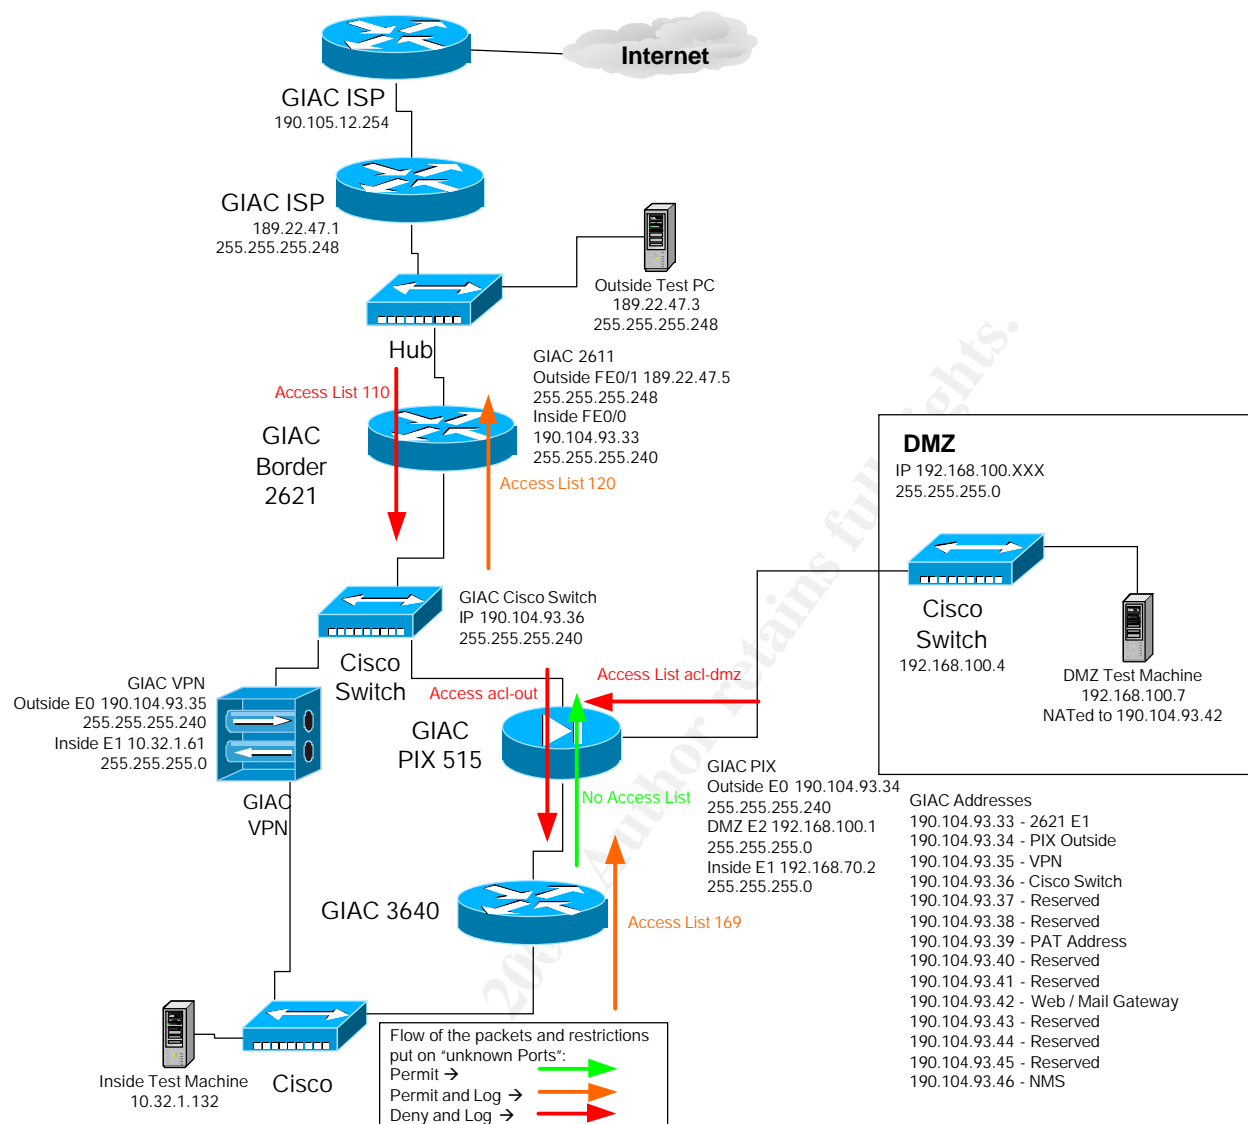 Internet
GIAC ISP
190.105.12.254
GIAC ISP
189.22.47.1
255.255.255.248
Outside Test PC
189.22.47.3
255.255.255.248
Hub
Access List 110
GIAC 2611
Outside FE0/1 189.22.47.5
255.255.255.248
Inside FE0/0
190.104.93.33
255.255.255.240
GIAC
Border
2621
Access List 120
DMZ
IP 192.168.100.XXX
255.255.255.0
Cisco
Switch
192.168.100.4
DMZ Test Machine
192.168.100.7
NATed to 190.104.93.42
GIAC Cisco Switch
IP 190.104.93.36
255.255.255.240
Cisco
Switch
GIAC VPN
Outside E0 190.104.93.35
255.255.255.240
Inside E1 10.32.1.61
255.255.255.0
GIAC
VPN
Access acl-out
Access List acl-dmz
GIAC
PIX 515
No Access List
GIAC PIX
Outside E0 190.104.93.34
255.255.255.240
DMZ E2 192.168.100.1
255.255.255.0
Inside E1 192.168.70.2
255.255.255.0
GIAC Addresses
190.104.93.33 - 2621 E1
190.104.93.34 - PIX Outside
190.104.93.35 - VPN
190.104.93.36 - Cisco Switch
190.104.93.37 - Reserved
190.104.93.38 - Reserved
190.104.93.39 - PAT Address
190.104.93.40 - Reserved
190.104.93.41 - Reserved
190.104.93.42 - Web / Mail Gateway
190.104.93.43 - Reserved
190.104.93.44 - Reserved
190.104.93.45 - Reserved
190.104.93.46 - NMS
GIAC 3640
Access List 169
Inside Test Machine
10.32.1.132
Cisco
Flow of the packets and restrictions
put on "unknown Ports":
Permit →
Permit and Log →
Deny and Log →
Author retains full rights.